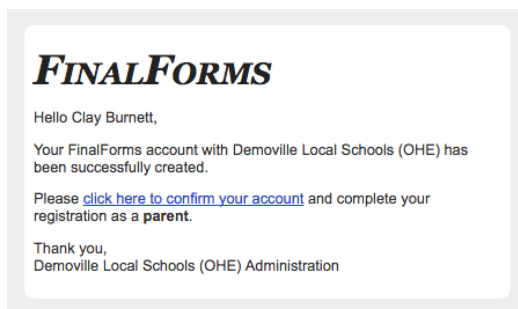 FINALFORMS
Hello Clay Burnett,
Your FinalForms account with Demoville Local Schools (OHE) has
been successfully created.
Please click here to confirm your account and complete your
registration as a parent.
Thank you,
Demoville Local Schools (OHE) Administration